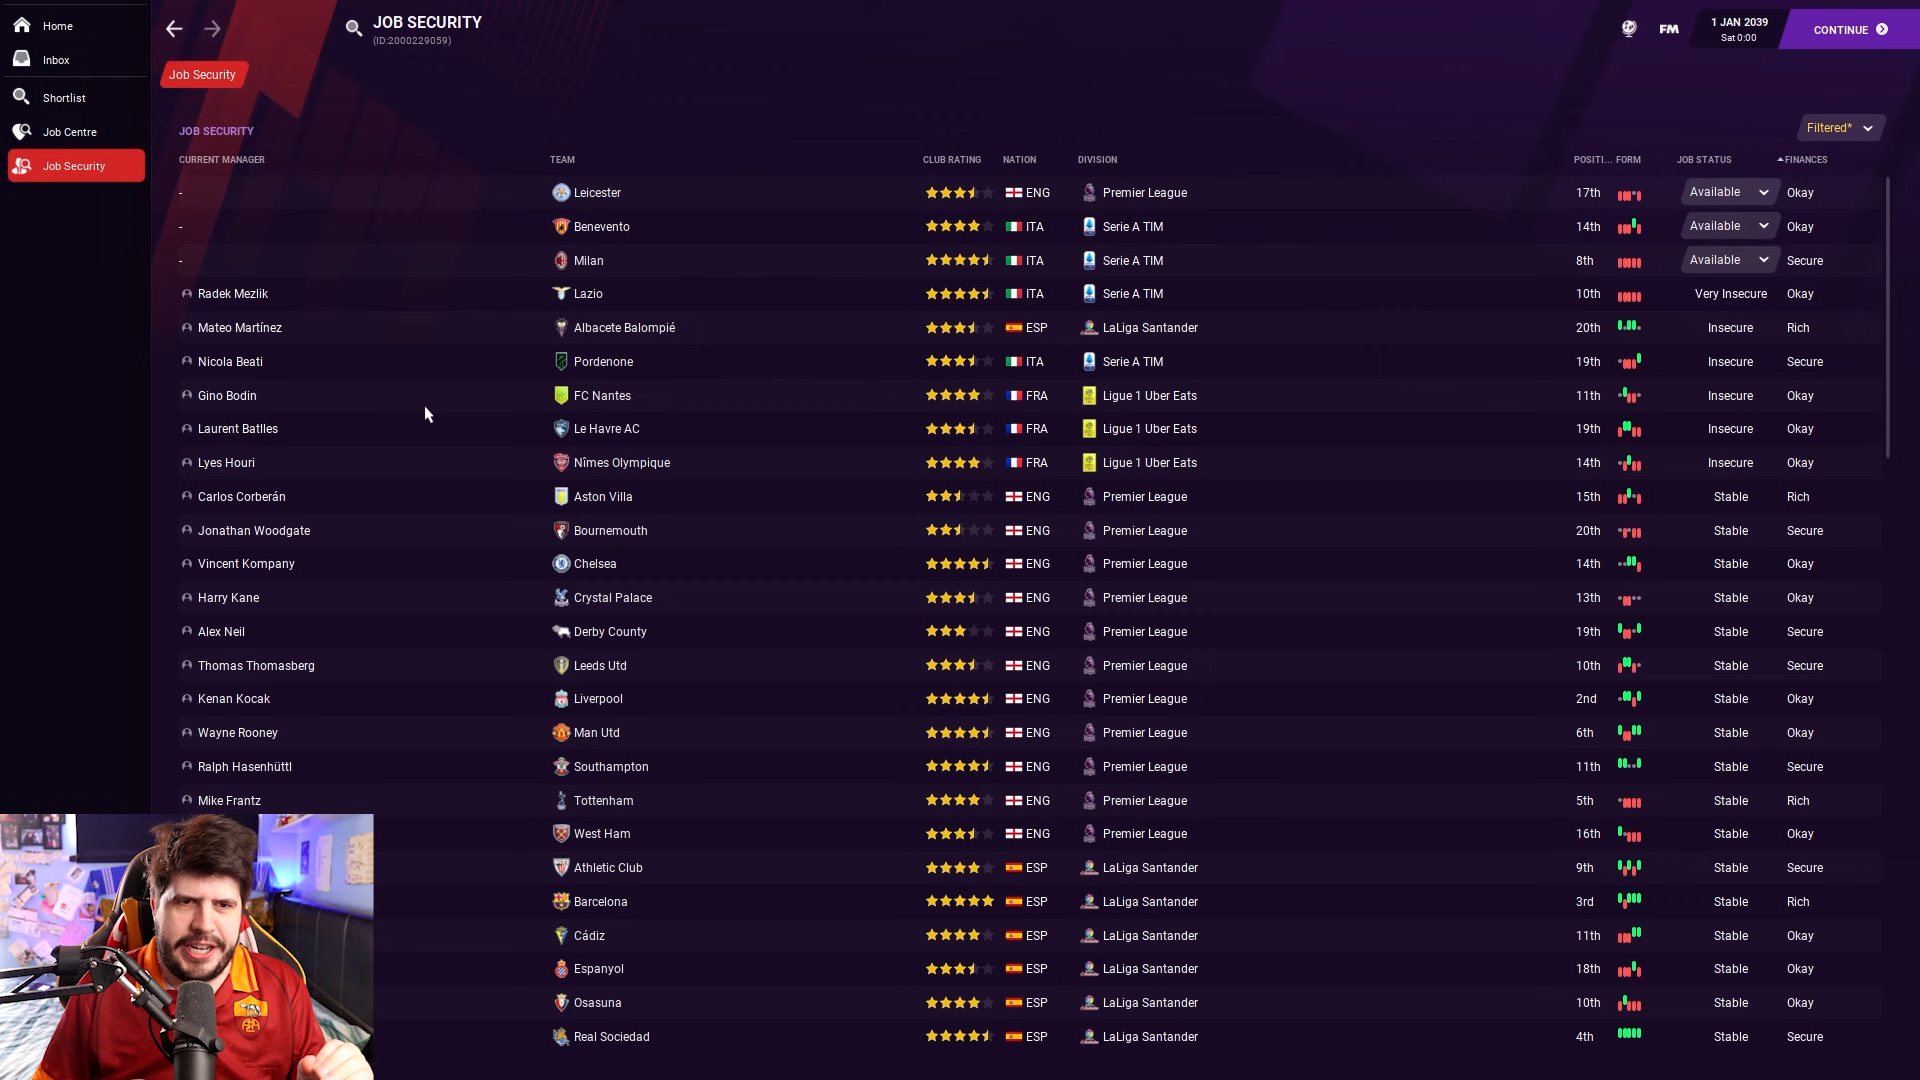 Home
Inbox
Shortlist
Job Centre
Job Security
JOB SECURITY
(ID:2000229059)
FM
1 JAN 2039
Sat 0:00
CONTINUE
Job Security
JOB SECURITY
Filtered*
CURRENT MANAGER TEAM CLUB RATING NATION DIVISION POSITI... FORM JOB STATUS FINANCES
- Leicester ENG Premier League 17th Available Okay
- Benevento ITA Serie A TIM 14th Available Okay
- Milan ITA Serie A TIM 8th Available Secure
Radek Mezlik Lazio ITA Serie A TIM 10th Very Insecure Okay
Mateo Martínez Albacete Balompié ESP LaLiga Santander 20th Insecure Rich
Nicola Beati Pordenone ITA Serie A TIM 19th Insecure Secure
Gino Bodin FC Nantes FRA Ligue 1 Uber Eats 11th Insecure Okay
Laurent Batlles Le Havre AC FRA Ligue 1 Uber Eats 19th Insecure Okay
Lyes Houri Nîmes Olympique FRA Ligue 1 Uber Eats 14th Insecure Okay
Carlos Corberán Aston Villa ENG Premier League 15th Stable Rich
Jonathan Woodgate Bournemouth ENG Premier League 20th Stable Secure
Vincent Kompany Chelsea ENG Premier League 14th Stable Okay
Harry Kane Crystal Palace ENG Premier League 13th Stable Okay
Alex Neil Derby County ENG Premier League 19th Stable Secure
Thomas Thomasberg Leeds Utd ENG Premier League 10th Stable Secure
Kenan Kocak Liverpool ENG Premier League 2nd Stable Okay
Wayne Rooney Man Utd ENG Premier League 6th Stable Okay
Ralph Hasenhüttl Southampton ENG Premier League 11th Stable Secure
Mike Frantz Tottenham ENG Premier League 5th Stable Rich
West Ham ENG Premier League 16th Stable Okay
Athletic Club ESP LaLiga Santander 9th Stable Secure
Barcelona ESP LaLiga Santander 3rd Stable Rich
Cádiz ESP LaLiga Santander 11th Stable Okay
Espanyol ESP LaLiga Santander 18th Stable Okay
Osasuna ESP LaLiga Santander 10th Stable Okay
Real Sociedad ESP LaLiga Santander 4th Stable Secure